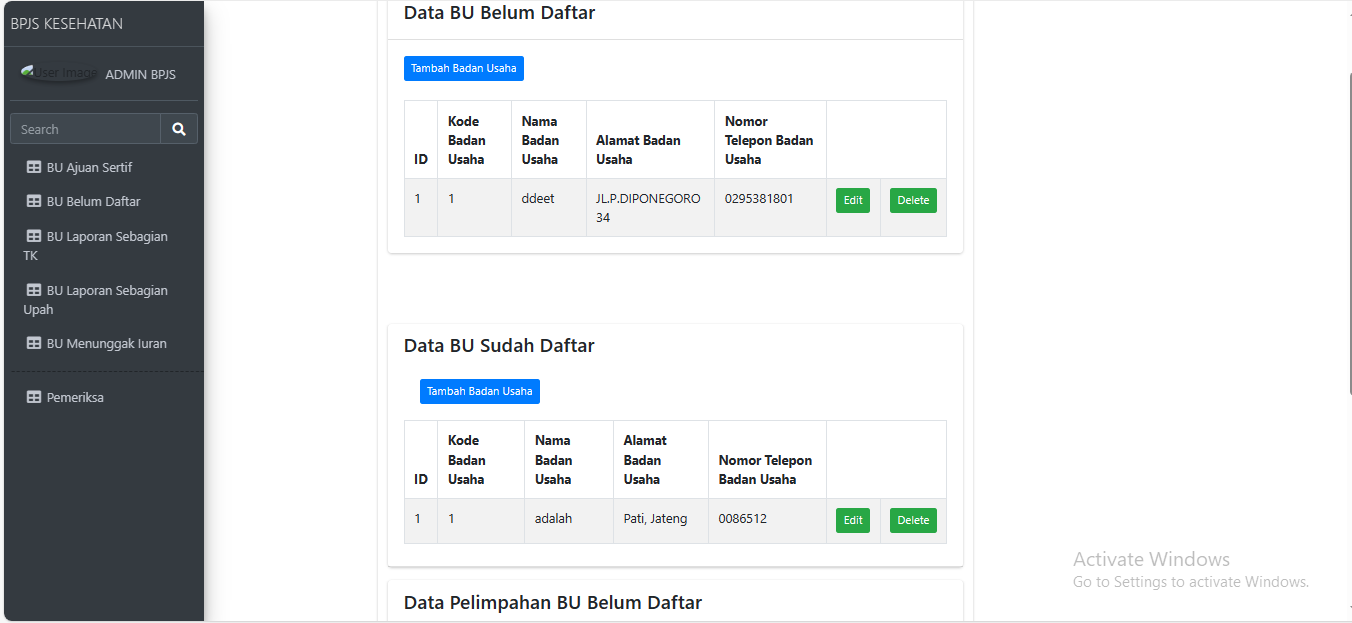 BPJS KESEHATAN
User Image
ADMIN BPJS
Search
BU Ajuan Sertif
BU Belum Daftar
BU Laporan Sebagian
TK
BU Laporan Sebagian
Upah
BU Menunggak Iuran
Pemeriksa
Data BU Belum Daftar
Tambah Badan Usaha
ID
Kode
Badan
Usaha
Nama
Badan
Usaha
Alamat Badan
Usaha
Nomor
Telepon Badan
Usaha
1
1
ddeet
JL.P.DIPONEGORO
34
0295381801
Edit
Delete
Data BU Sudah Daftar
Tambah Badan Usaha
ID
Kode
Badan
Usaha
Nama
Badan
Usaha
Alamat
Badan
Usaha
Nomor Telepon
Badan Usaha
1
1
adalah
Pati, Jateng
0086512
Edit
Delete
Data Pelimpahan BU Belum Daftar
Activate Windows
Go to Settings to activate Windows.